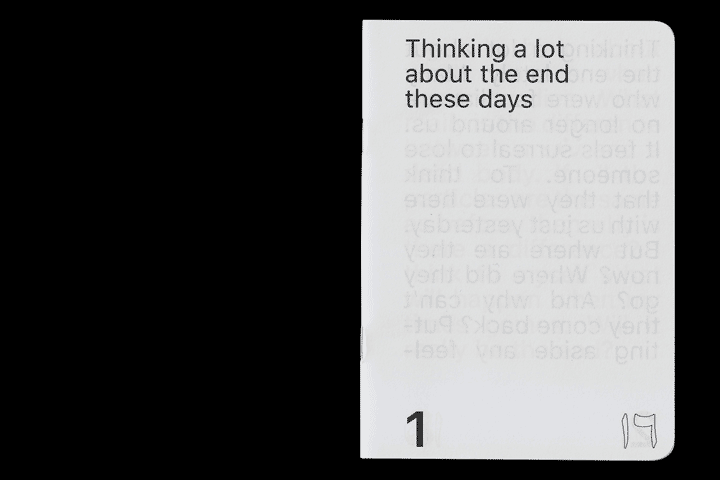 Thinking a lot
about the end
these days
Thinking
the end
who were
no longer around us.
It feels surreal to lose
someone. To think
that they were here
with us just yesterday.
But where are they
now? Where did they
go? And why can't
they come back? Put-
ting aside any feel-
1